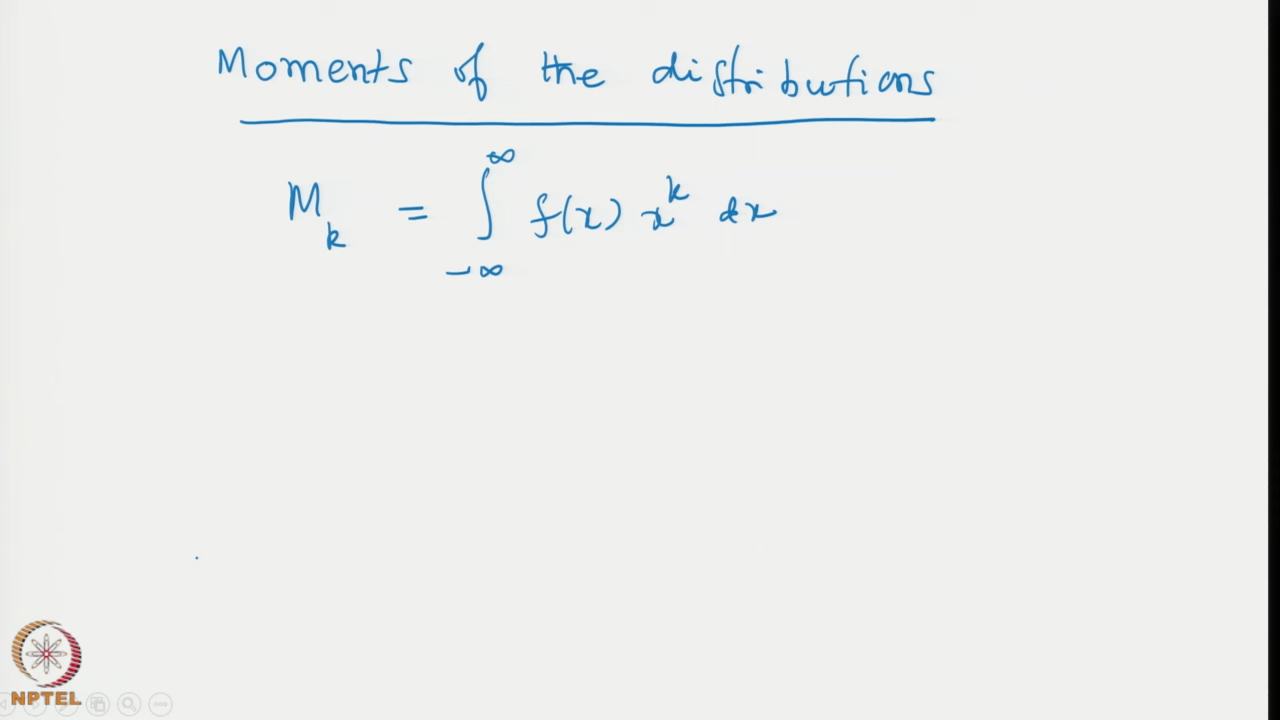 Moments of the distributions
M_k = ∫_{-∞}^{∞} f(x) x^k dx
NPTEL